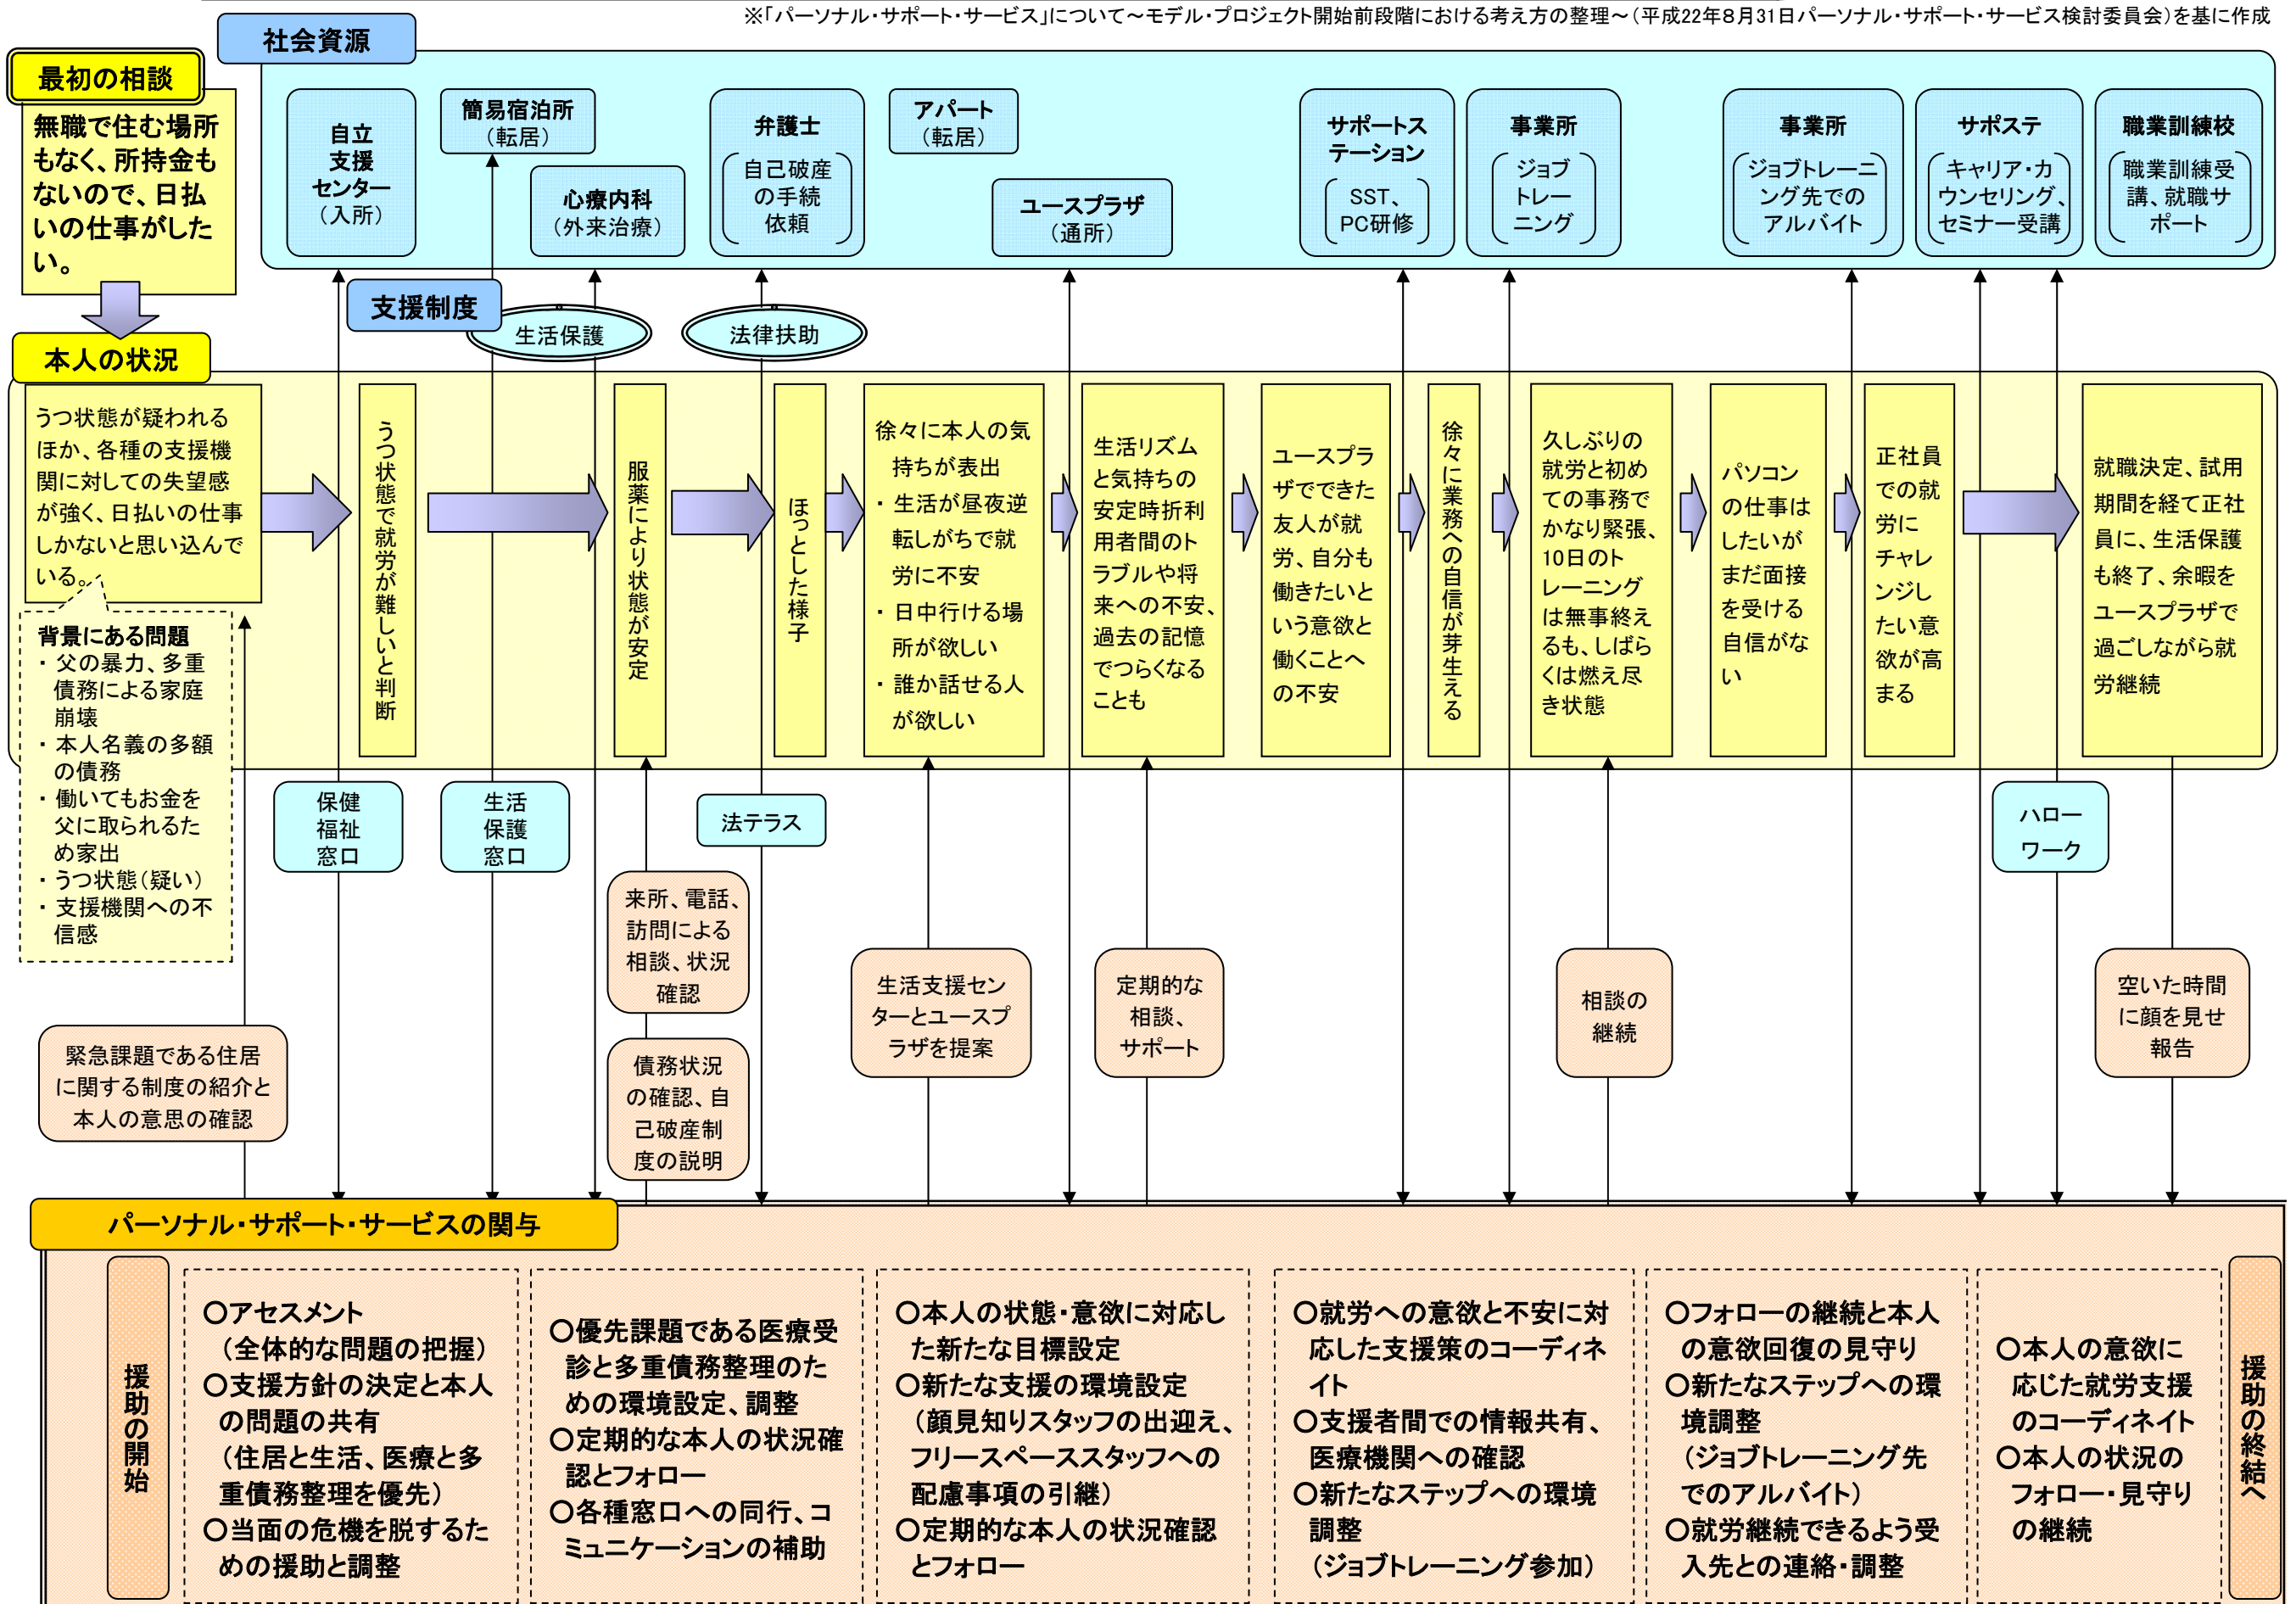 ※「パーソナル・サポート・サービス」について～モデル・プロジェクト開始前段階における考え方の整理～（平成22年8月31日パーソナル・サポート・サービス検討委員会）を基に作成
社会資源
最初の相談
無職で住む場所
もなく、所持金も
ないので、日払
いの仕事がした
い。
自立
支援
センター
（入所）
簡易宿泊所
（転居）
心療内科
（外来治療）
弁護士
自己破産
の手続
依頼
アパート
（転居）
ユースプラザ
（通所）
サポートス
テーション
SST、
PC研修
事業所
ジョブ
トレー
ニング
事業所
ジョブトレーニ
ング先での
アルバイト
サポステ
キャリア・カ
ウンセリング、
セミナー受講
職業訓練校
職業訓練受
講、就職サ
ポート
支援制度
生活保護
法律扶助
本人の状況
うつ状態が疑われる
ほか、各種の支援機
関に対しての失望感
が強く、日払いの仕事
しかないと思い込んで
いる。
うつ状態で就労が難しいと判断
服薬により状態が安定
ほっとした様子
徐々に本人の気
持ちが表出
・生活が昼夜逆
転しがちで就
労に不安
・日中行ける場
所が欲しい
・誰か話せる人
が欲しい
生活リズム
と気持ちの
安定時折利
用者間のト
ラブルや将
来への不安、
過去の記憶
でつらくなる
ことも
ユースプラ
ザでできた
友人が就
労、自分も
働きたいと
いう意欲と
働くことへ
の不安
徐々に業務への自信が芽生える
久しぶりの
就労と初め
ての事務で
かなり緊張、
10日のト
レーニング
は無事終え
るも、しばら
くは燃え尽
き状態
パソコン
の仕事は
したいが
まだ面接
を受ける
自信がな
い
正社員
での就
労に
チャレ
ンジし
たい意
欲が高
まる
就職決定、試用
期間を経て正社
員に、生活保護
も終了、余暇を
ユースプラザで
過ごしながら就
労継続
背景にある問題
・父の暴力、多重
債務による家庭
崩壊
・本人名義の多額
の債務
・働いてもお金を
父に取られるた
め家出
・うつ状態（疑い）
・支援機関への不
信感
保健
福祉
窓口
生活
保護
窓口
法テラス
ハロー
ワーク
来所、電話、
訪問による
相談、状況
確認
債務状況
の確認、自
己破産制
度の説明
生活支援セン
ターとユースプ
ラザを提案
定期的な
相談、
サポート
相談の
継続
空いた時間
に顔を見せ
報告
緊急課題である住居
に関する制度の紹介と
本人の意思の確認
パーソナル・サポート・サービスの関与
援助の開始
○アセスメント
（全体的な問題の把握）
○支援方針の決定と本人
の問題の共有
（住居と生活、医療と多
重債務整理を優先）
○当面の危機を脱するた
めの援助と調整
○優先課題である医療受
診と多重債務整理のた
めの環境設定、調整
○定期的な本人の状況確
認とフォロー
○各種窓口への同行、コ
ミュニケーションの補助
○本人の状態・意欲に対応し
た新たな目標設定
○新たな支援の環境設定
（顔見知りスタッフの出迎え、
フリースペーススタッフへの
配慮事項の引継）
○定期的な本人の状況確認
とフォロー
○就労への意欲と不安に対
応した支援策のコーディネ
イト
○支援者間での情報共有、
医療機関への確認
○新たなステップへの環境
調整
（ジョブトレーニング参加）
○フォローの継続と本人
の意欲回復の見守り
○新たなステップへの環
境調整
（ジョブトレーニング先
でのアルバイト）
○就労継続できるよう受
入先との連絡・調整
○本人の意欲に
応じた就労支援
のコーディネイト
○本人の状況の
フォロー・見守り
の継続
援助の終結へ